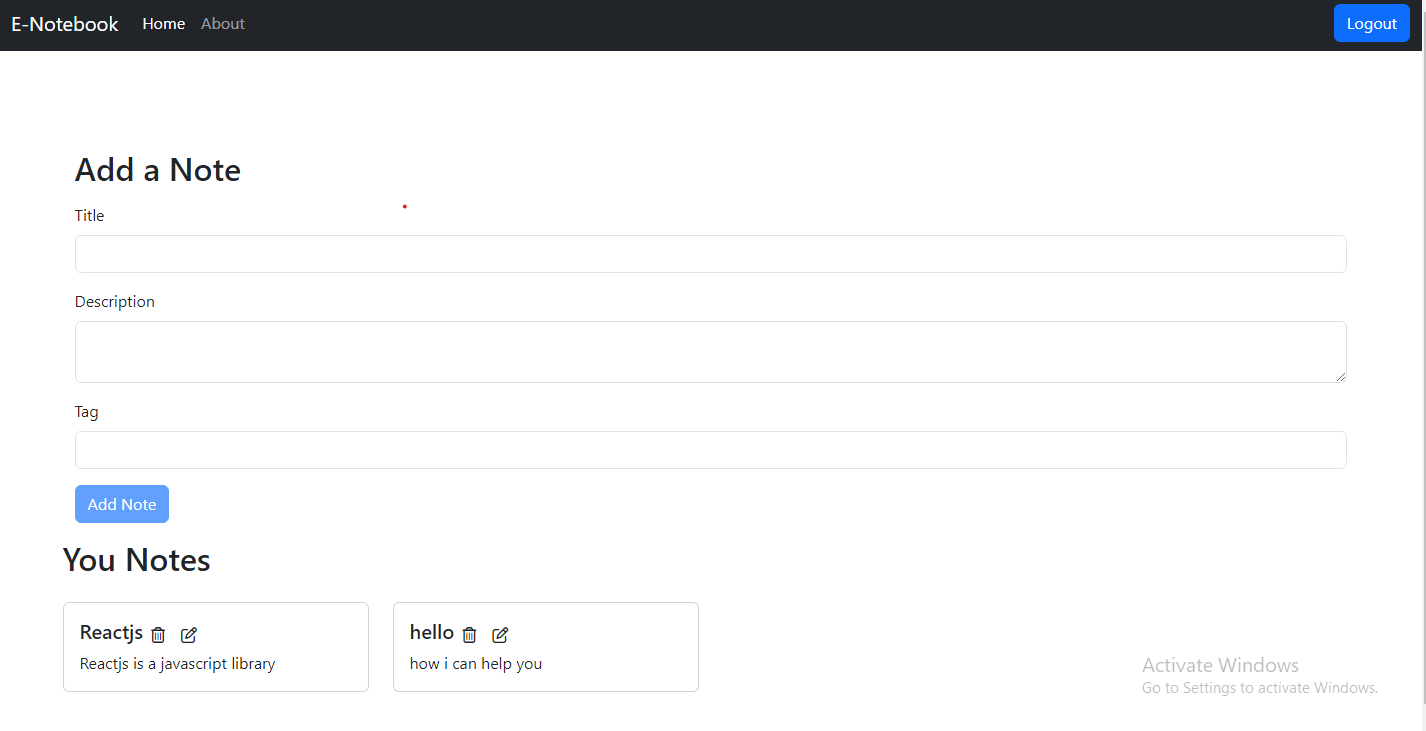 E-Notebook Home About Logout
Add a Note
Title
Description
Tag
Add Note
You Notes
Reactjs
Reactjs is a javascript library
hello
how i can help you
Activate Windows
Go to Settings to activate Windows.